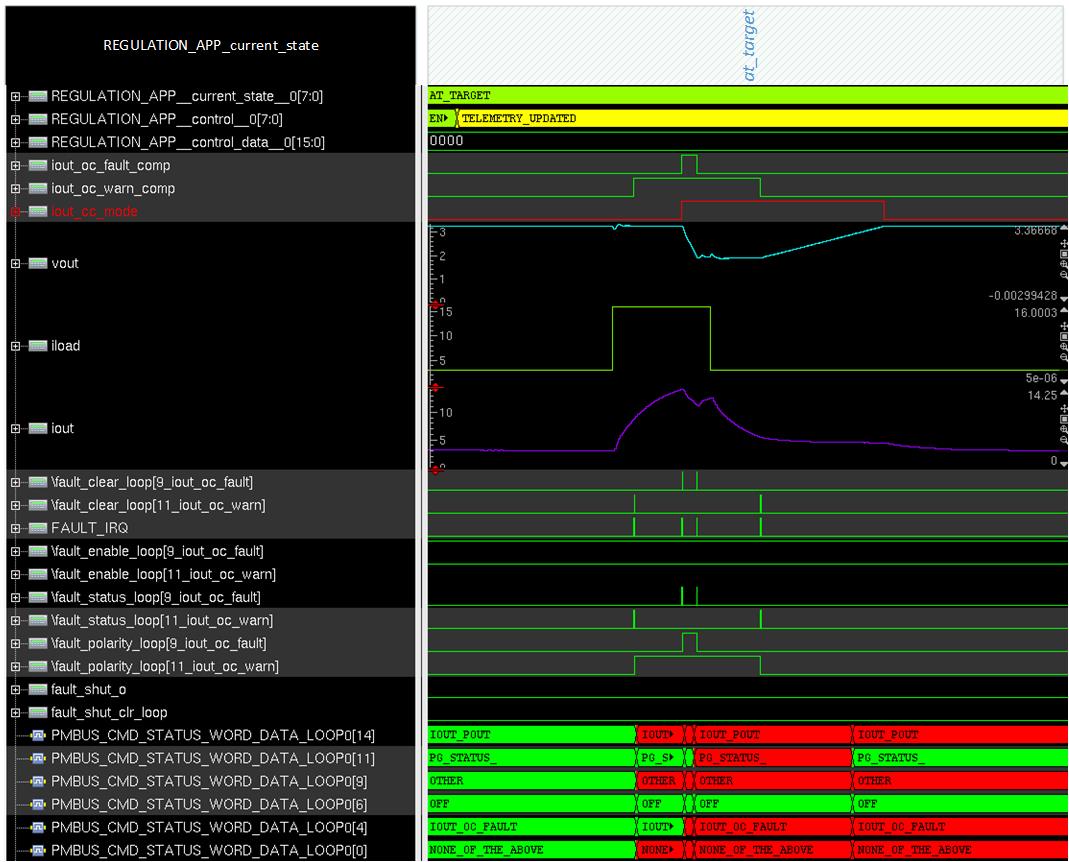 REGULATION_APP_current_state
at_target
REGULATION_APP__current_state__0[7:0]
AT_TARGET
REGULATION_APP__control__0[7:0]
EN
TELEMETRY_UPDATED
REGULATION_APP__control_data__0[15:0]
0000
iout_oc_fault_comp
iout_oc_warn_comp
iout_cc_mode
vout
3
2
1
0
3.36668
-0.00299428
iload
15
10
5
0
16.0003
5e-06
iout
10
5
0
14.25
0
\fault_clear_loop[9_iout_oc_fault]
\fault_clear_loop[11_iout_oc_warn]
FAULT_IRQ
\fault_enable_loop[9_iout_oc_fault]
\fault_enable_loop[11_iout_oc_warn]
\fault_status_loop[9_iout_oc_fault]
\fault_status_loop[11_iout_oc_warn]
\fault_polarity_loop[9_iout_oc_fault]
\fault_polarity_loop[11_iout_oc_warn]
fault_shut_o
fault_shut_clr_loop
PMBUS_CMD_STATUS_WORD_DATA_LOOP0[14]
IOUT_POUT IOUT IOUT_POUT IOUT_POUT
PMBUS_CMD_STATUS_WORD_DATA_LOOP0[11]
PG_STATUS_ PG_S PG_STATUS_ PG_STATUS_
PMBUS_CMD_STATUS_WORD_DATA_LOOP0[9]
OTHER OTHER OTHER OTHER
PMBUS_CMD_STATUS_WORD_DATA_LOOP0[6]
OFF OFF OFF OFF
PMBUS_CMD_STATUS_WORD_DATA_LOOP0[4]
IOUT_OC_FAULT IOUT IOUT_OC_FAULT IOUT_OC_FAULT
PMBUS_CMD_STATUS_WORD_DATA_LOOP0[0]
NONE_OF_THE_ABOVE NONE NONE_OF_THE_ABOVE NONE_OF_THE_ABOVE